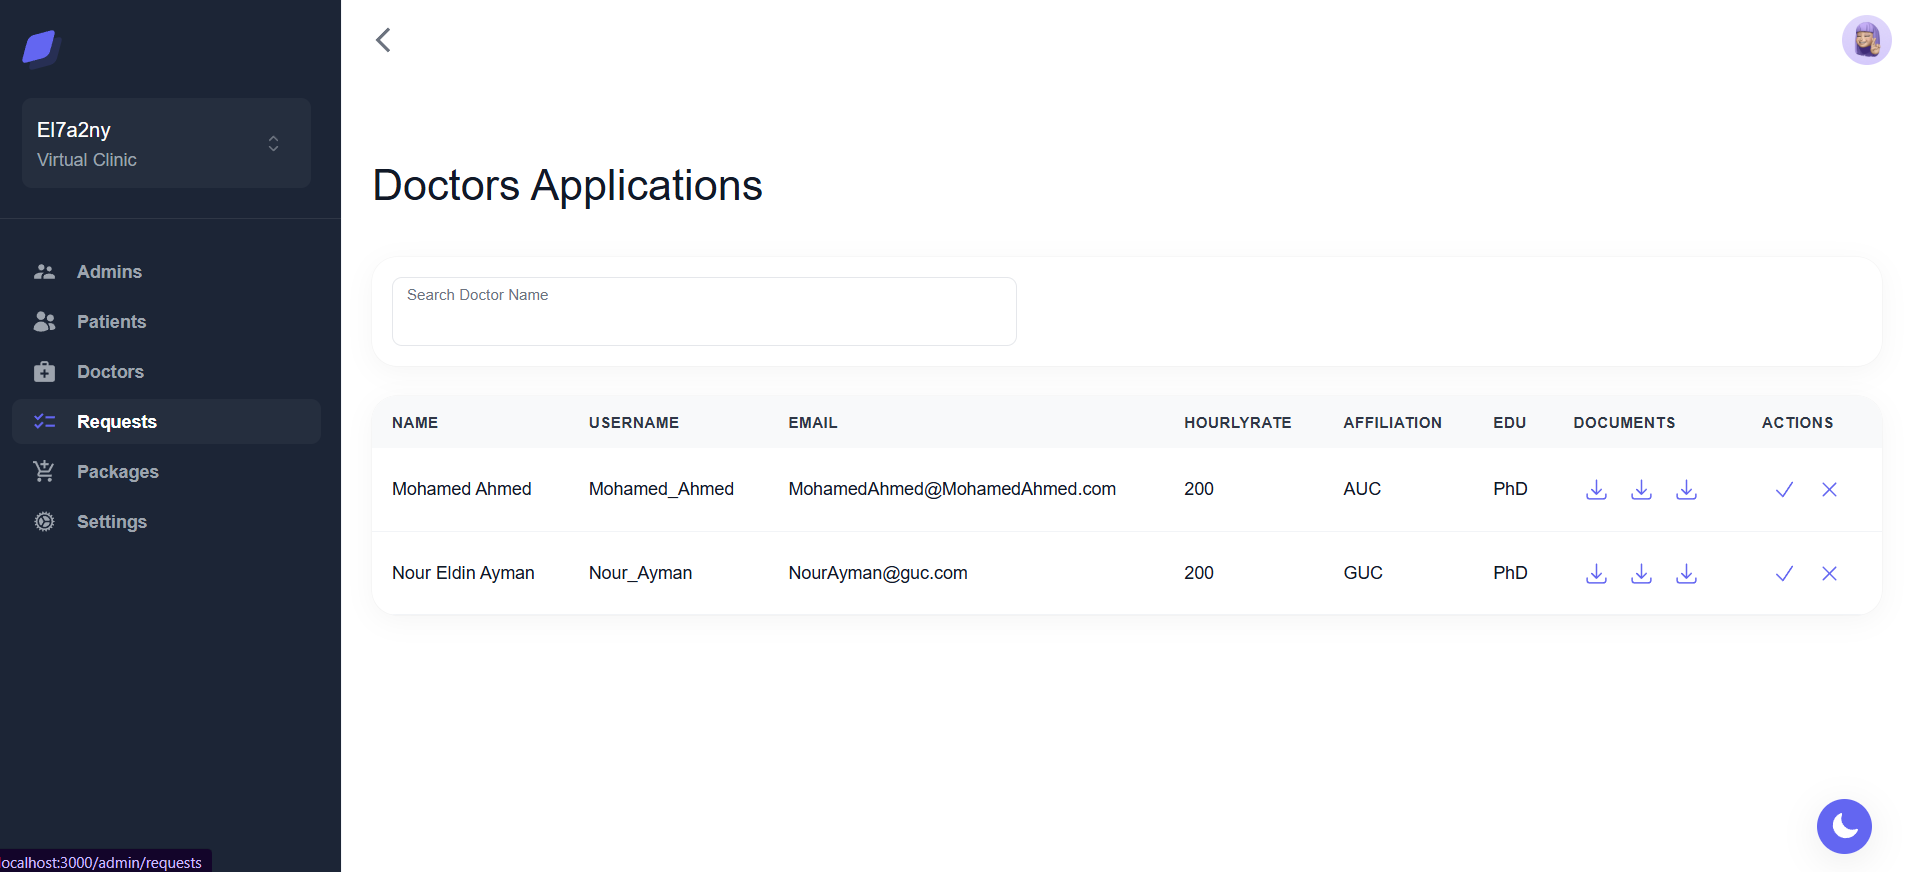 El7a2ny
Virtual Clinic
Admins
Patients
Doctors
Requests
Packages
Settings
Doctors Applications
Search Doctor Name
NAME USERNAME EMAIL HOURLYRATE AFFILIATION EDU DOCUMENTS ACTIONS
Mohamed Ahmed Mohamed_Ahmed MohamedAhmed@MohamedAhmed.com 200 AUC PhD
Nour Eldin Ayman Nour_Ayman NourAyman@guc.com 200 GUC PhD
localhost:3000/admin/requests